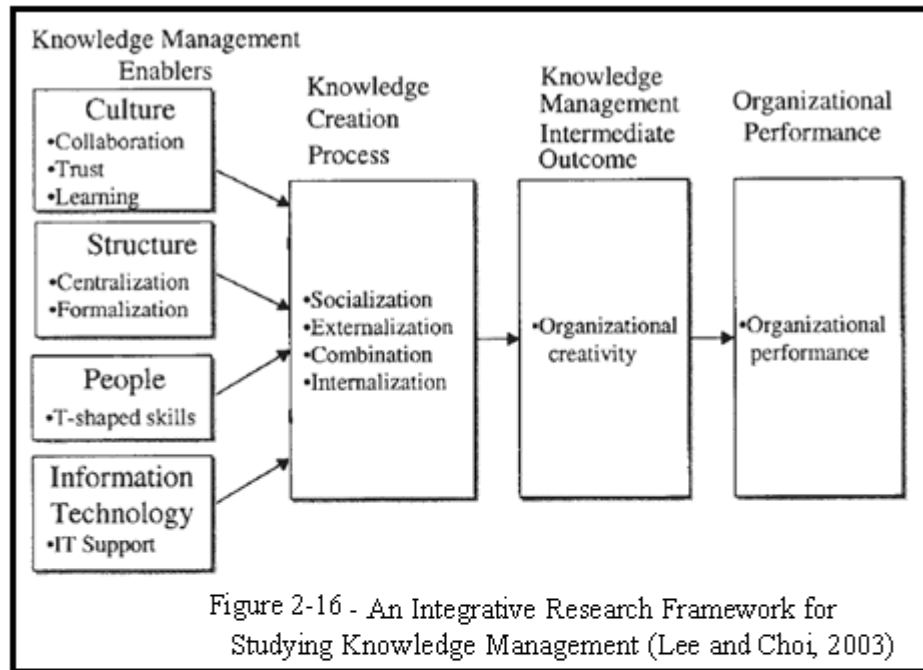 Knowledge Management
Enablers
Culture
•Collaboration
•Trust
•Learning
Structure
•Centralization
•Formalization
People
•T-shaped skills
Information
Technology
•IT Support
Knowledge
Creation
Process
•Socialization
•Externalization
•Combination
•Internalization
Knowledge
Management
Intermediate
Outcome
•Organizational
creativity
Organizational
Performance
•Organizational
performance
Figure 2-16 - An Integrative Research Framework for
Studying Knowledge Management (Lee and Choi, 2003)